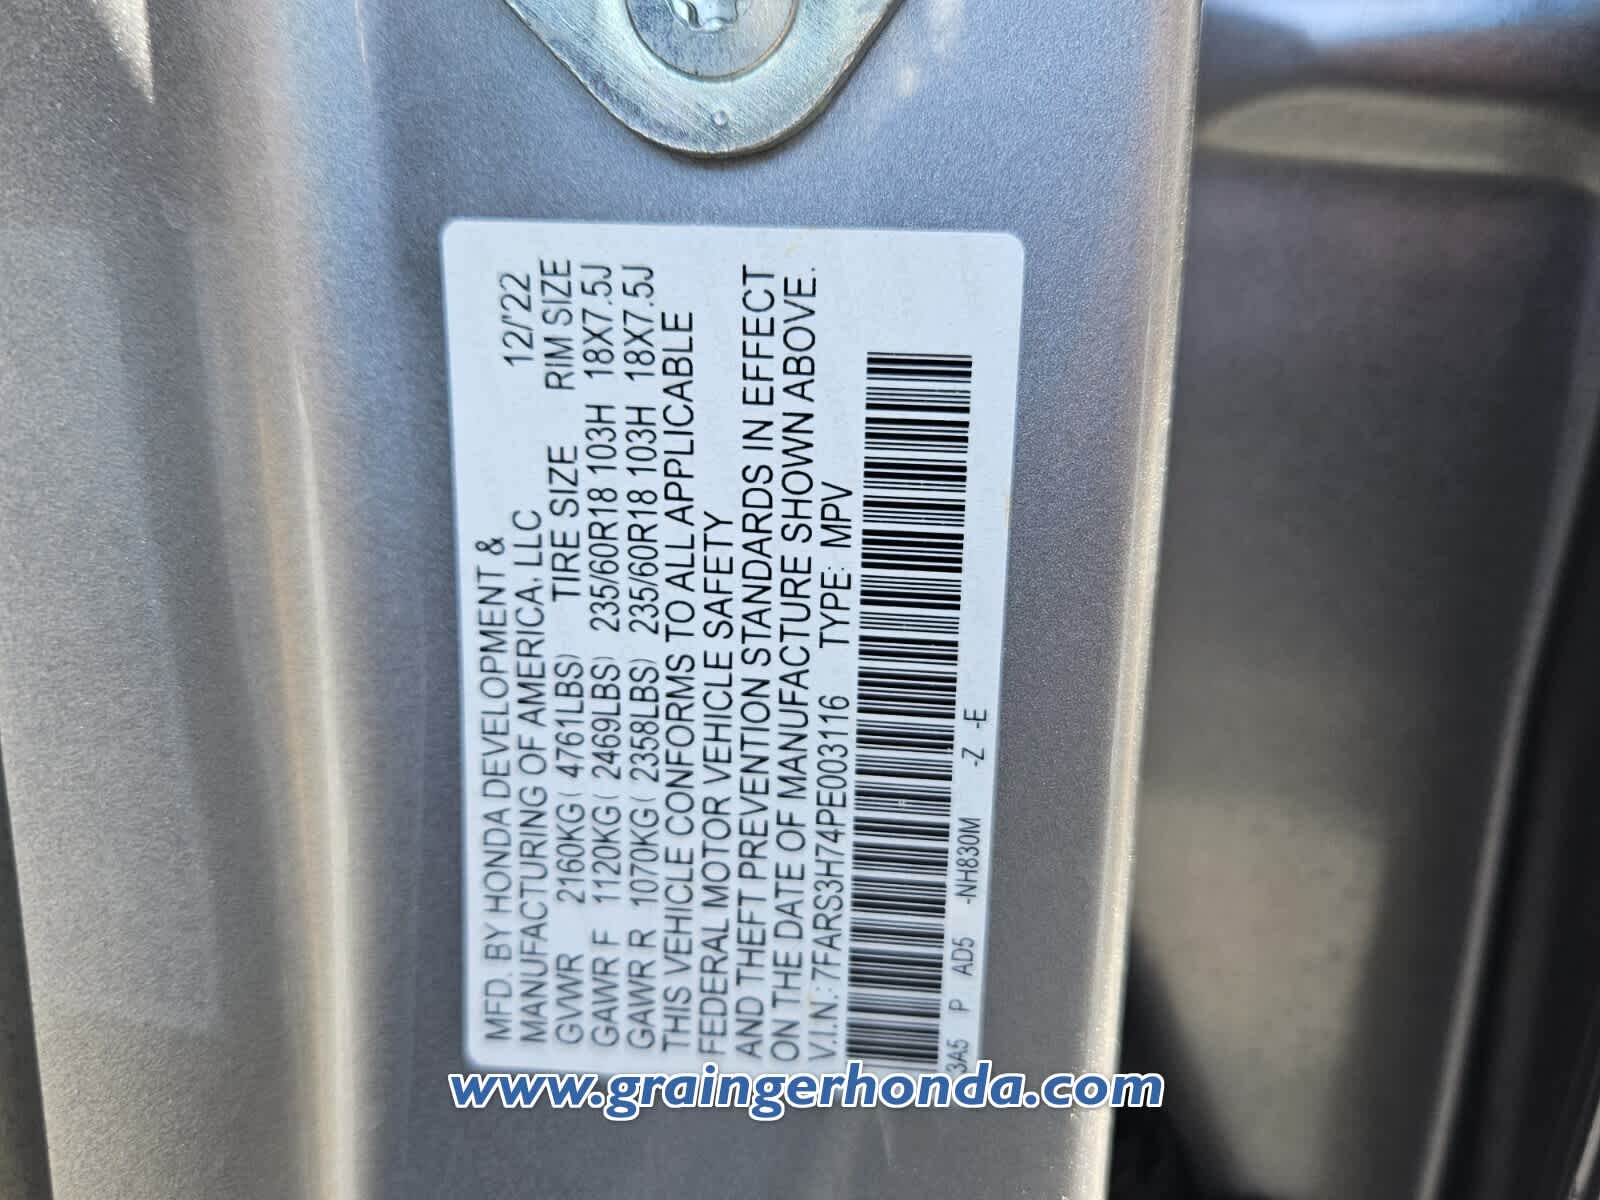 MFD. BY HONDA DEVELOPMENT &
MANUFACTURING OF AMERICA, LLC 12/'22
GVWR 2160KG( 4761LBS) TIRE SIZE RIM SIZE
GAWR F 1120KG( 2469LBS) 235/60R18 103H 18X7.5J
GAWR R 1070KG( 2358LBS) 235/60R18 103H 18X7.5J
THIS VEHICLE CONFORMS TO ALL APPLICABLE
FEDERAL MOTOR VEHICLE SAFETY
AND THEFT PREVENTION STANDARDS IN EFFECT
ON THE DATE OF MANUFACTURE SHOWN ABOVE.
V.I.N.:7FARS3H74PE003116 TYPE: MPV
3A5 P AD5 -NH830M -Z -E
www.graingerhonda.com